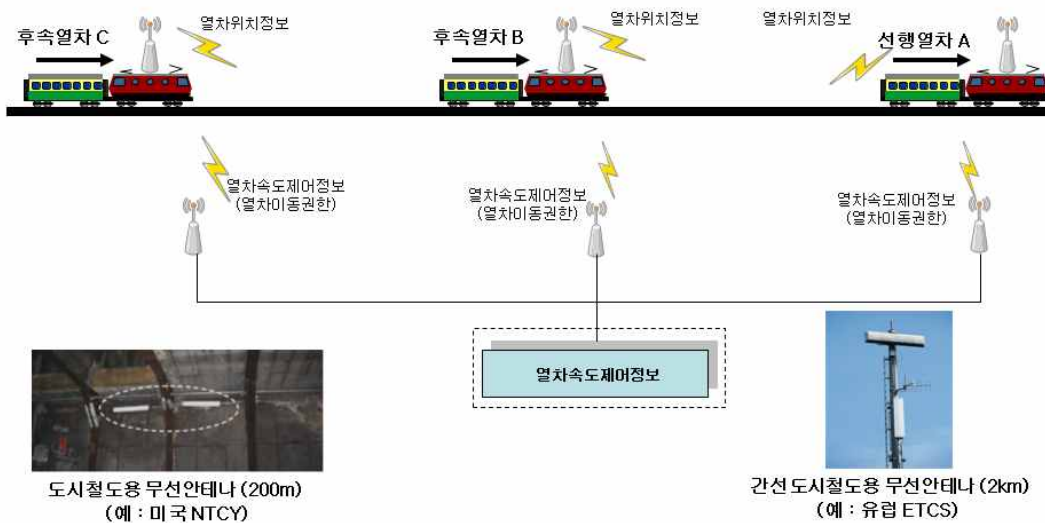 열차위치정보
열차위치정보
열차위치정보
후속열차 C
후속열차 B
선행열차 A
열차속도제어정보
(열차이동권한)
열차속도제어정보
(열차이동권한)
열차속도제어정보
(열차이동권한)
열차속도제어정보
도시철도용 무선안테나 (200m)
(예 : 미국 NTCY)
간선 도시철도용 무선안테나 (2km)
(예 : 유럽 ETCS)